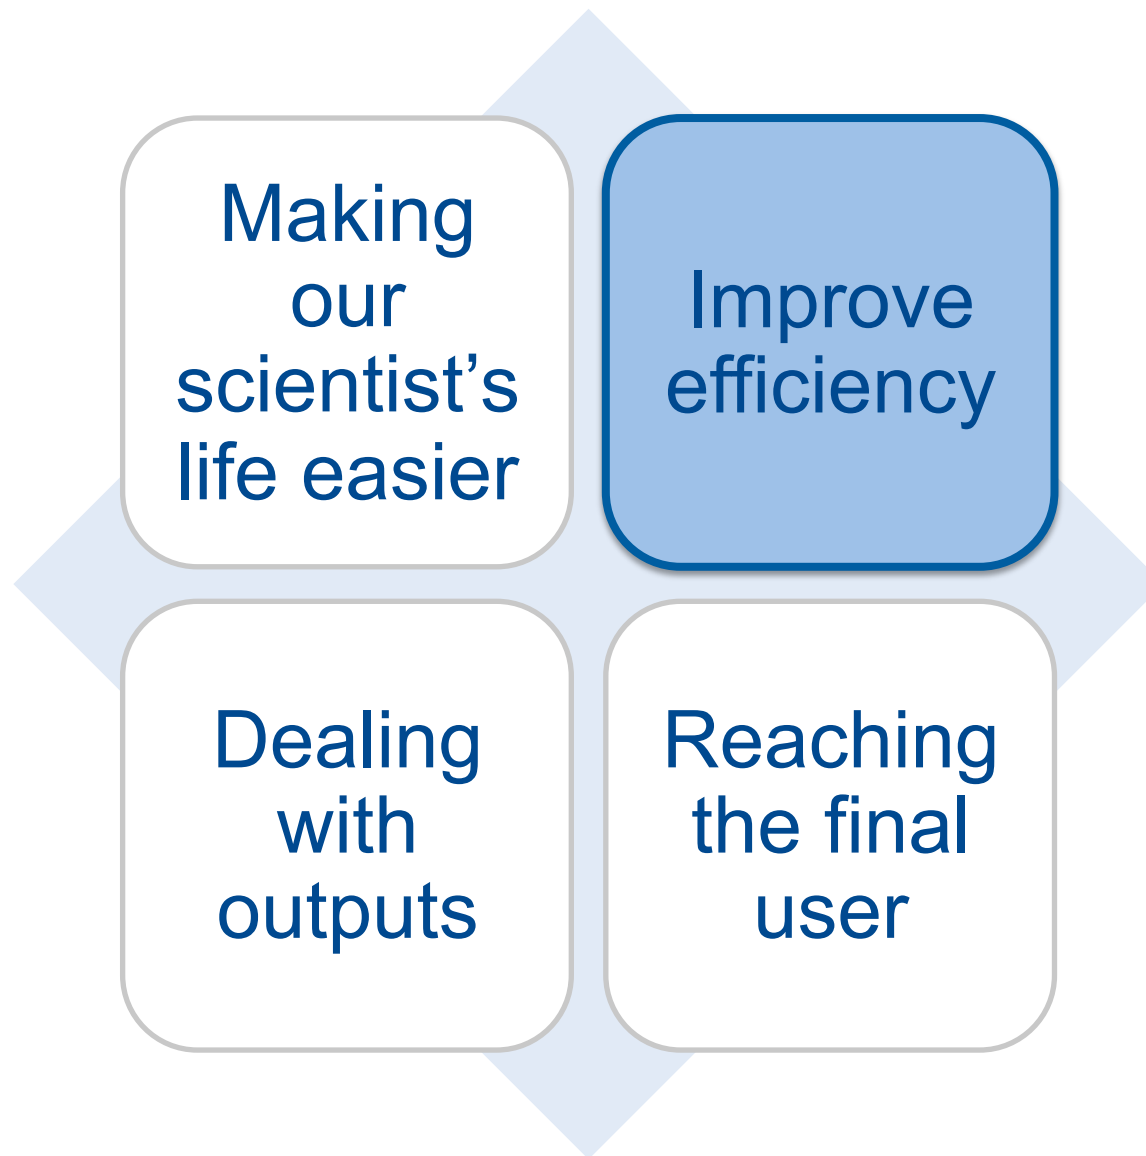 Making
our
scientist’s
life easier
Improve
efficiency
Dealing
with
outputs
Reaching
the final
user